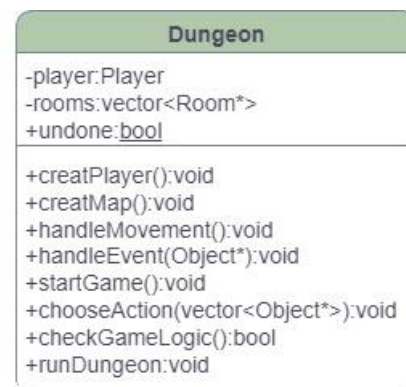 Dungeon
-player:Player
-rooms:vector<Room*>
+undone:bool
+creatPlayer():void
+creatMap():void
+handleMovement():void
+handleEvent(Object*):void
+startGame():void
+chooseAction(vector<Object*>):void
+checkGameLogic():bool
+runDungeon:void